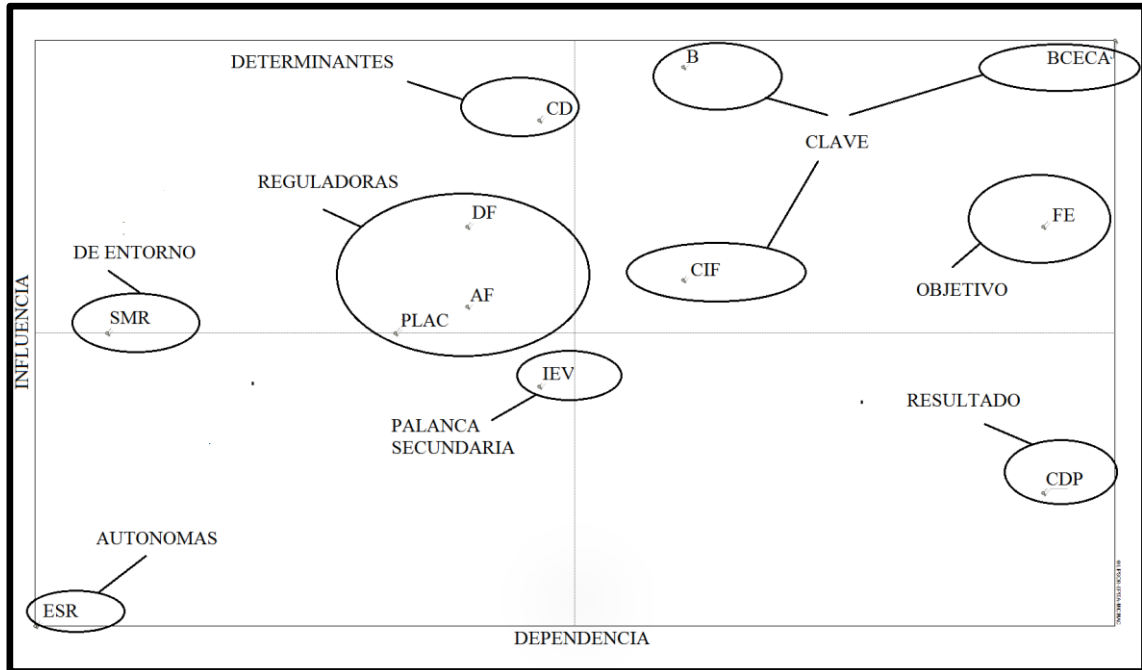 B
BCECA
DETERMINANTES
CD
CLAVE
REGULADORAS
DF
FE
DE ENTORNO
CIF
OBJETIVO
AF
SMR
PLAC
INFLUENCIA
IEV
RESULTADO
PALANCA
SECUNDARIA
CDP
AUTONOMAS
ESR
DEPENDENCIA